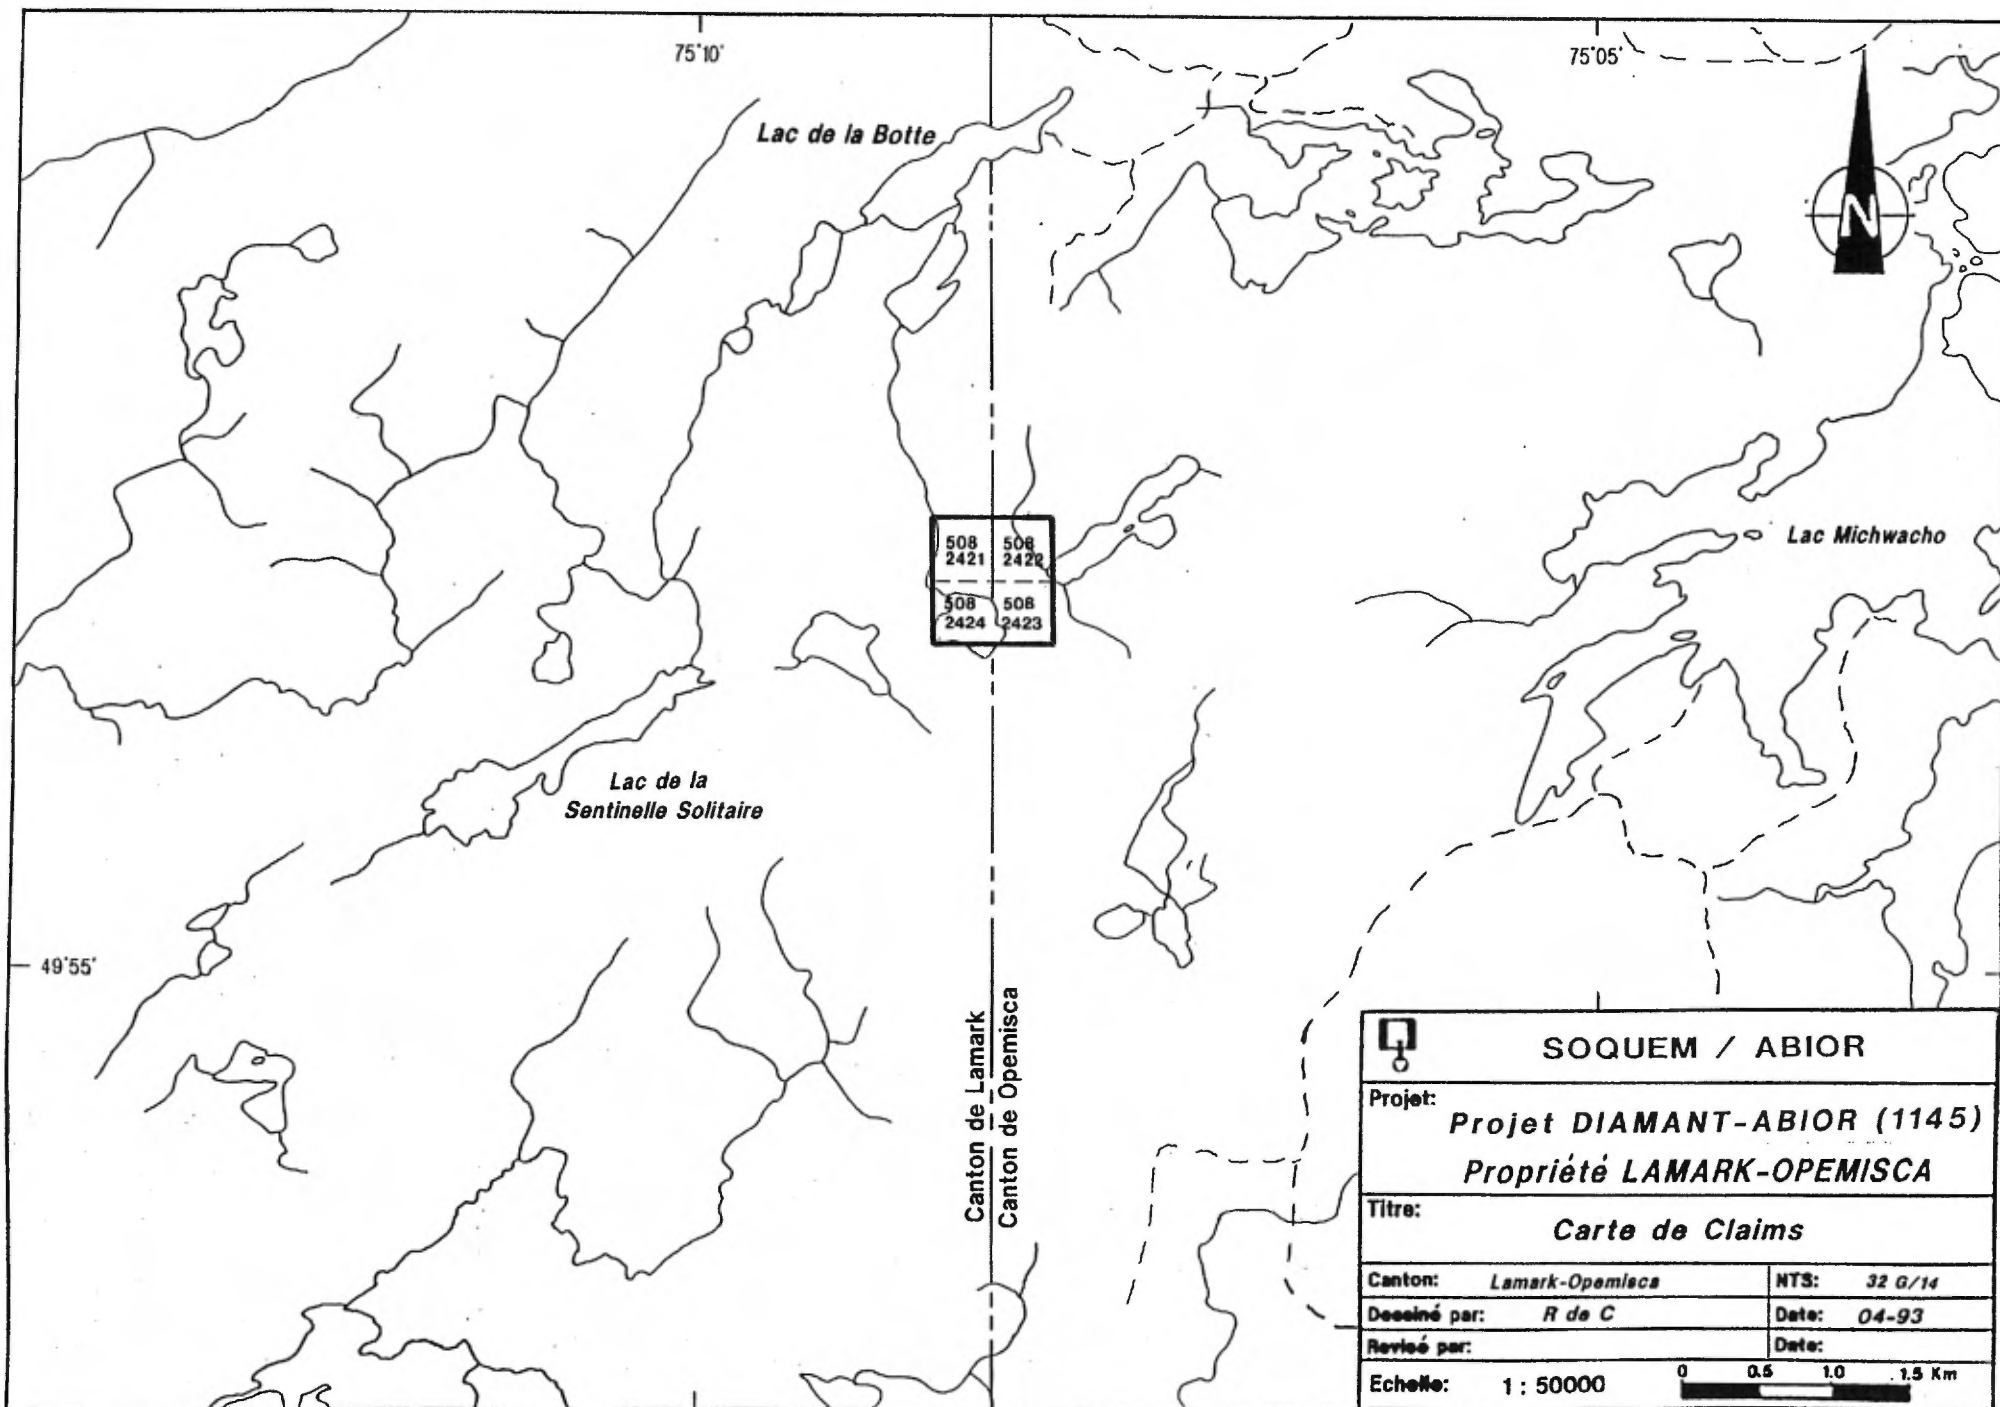 75°10'
75°05'
Lac de la Botte
N
508
2421
508
2422
508
2424
508
2423
Lac Michwacho
Lac de la
Sentinelle Solitaire
49°55'
Canton de Lamark
Canton de Opemisca
SOQUEM / ABIOR
Projet:
Projet DIAMANT-ABIOR (1145)
Propriété LAMARK-OPEMISCA
Titre:
Carte de Claims
Canton: Lamark-Opemisca
NTS: 32 G/14
Dessiné par: R de C
Date: 04-93
Revisé par:
Date:
Echelle: 1 : 50000
0 0.5 1.0 1.5 Km